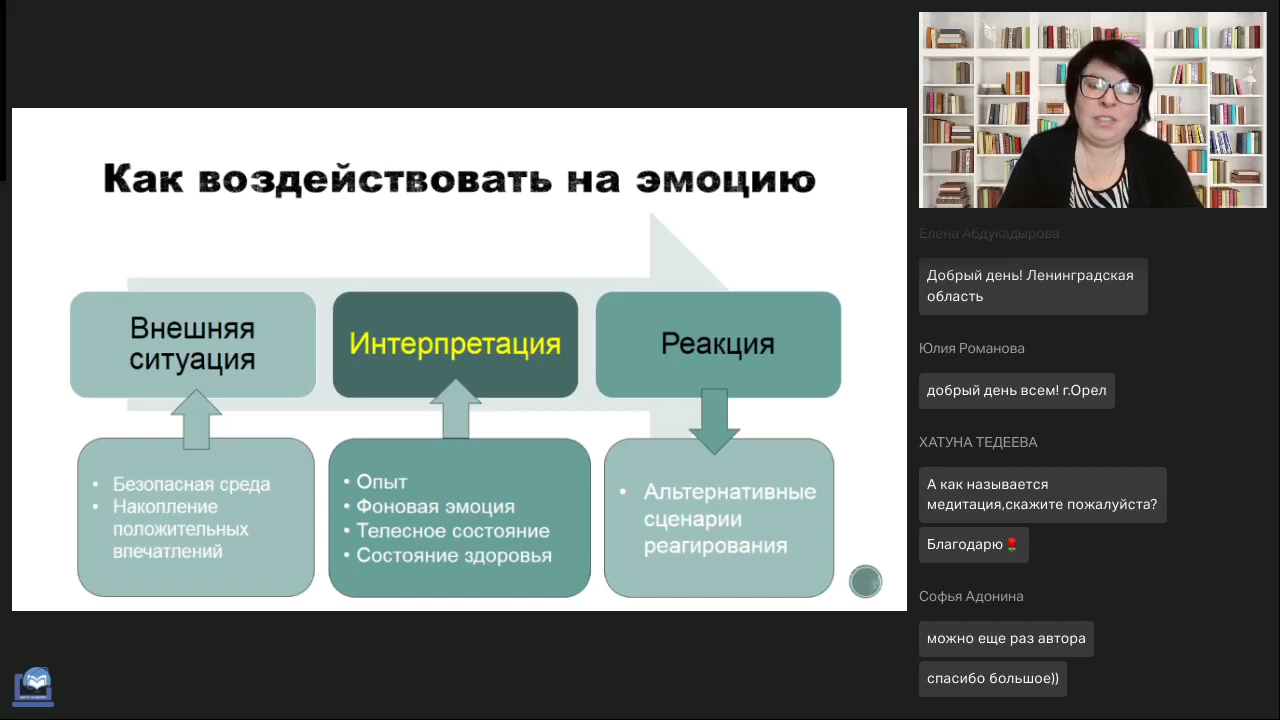 Как воздействовать на эмоцию
Внешняя
ситуация
Интерпретация
Реакция
• Безопасная среда
• Накопление
положительных
впечатлений
• Опыт
• Фоновая эмоция
• Телесное состояние
• Состояние здоровья
• Альтернативные
сценарии
реагирования
Елена Абдукадырова
Добрый день! Ленинградская
область
Юлия Романова
добрый день всем! г.Орел
ХАТУНА ТЕДЕЕВА
А как называется
медитация,скажите пожалуйста?
Благодарю🌹
Софья Адонина
можно еще раз автора
спасибо большое))